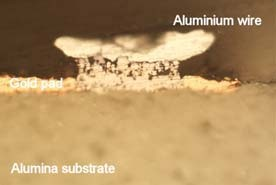 Aluminium wire
Gold pad
Alumina substrate